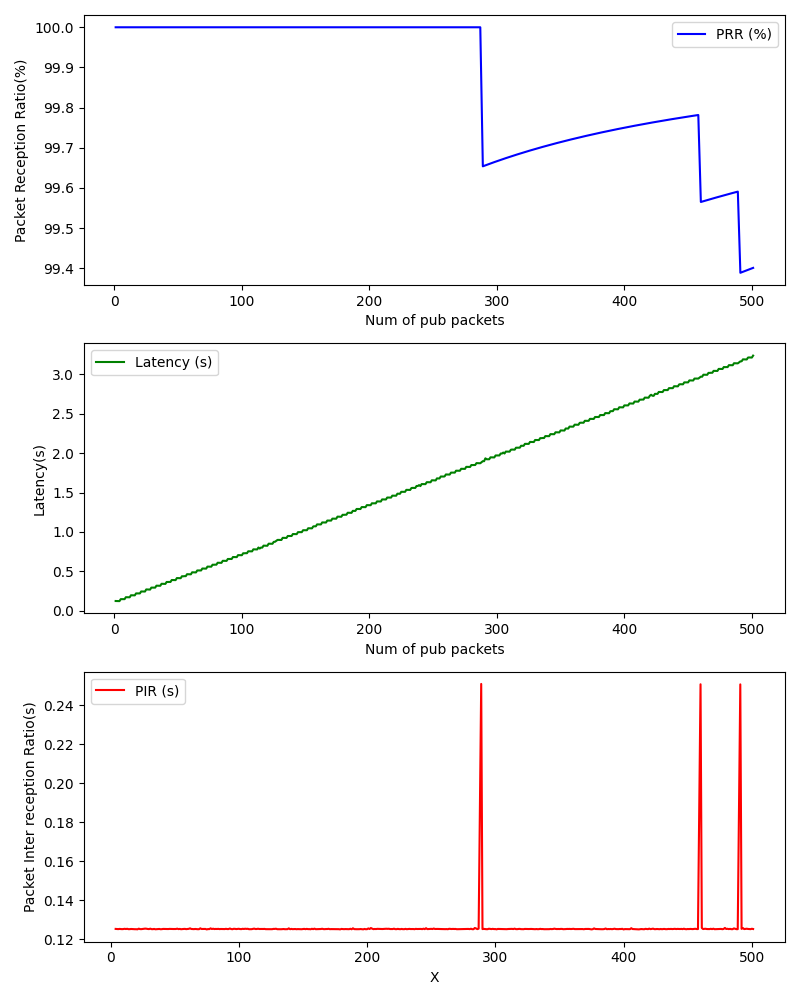 PRR (%)
100.0
99.9
99.8
99.7
99.6
99.5
99.4
Packet Reception Ratio(%)
0 100 200 300 400 500
Num of pub packets
Latency (s)
3.0
2.5
2.0
1.5
1.0
0.5
0.0
Latency(s)
0 100 200 300 400 500
Num of pub packets
PIR (s)
0.24
0.22
0.20
0.18
0.16
0.14
0.12
Packet Inter reception Ratio(s)
0 100 200 300 400 500
X